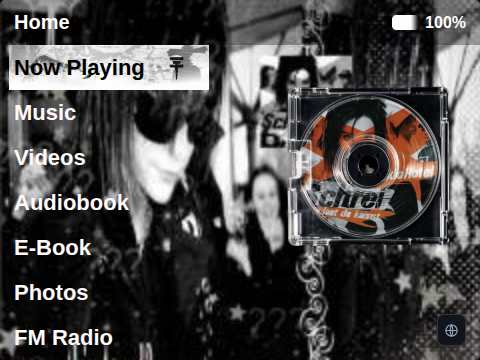 Home
100%
Now Playing
Music
Videos
Audiobook
E-Book
Photos
FM Radio
Schrei
???